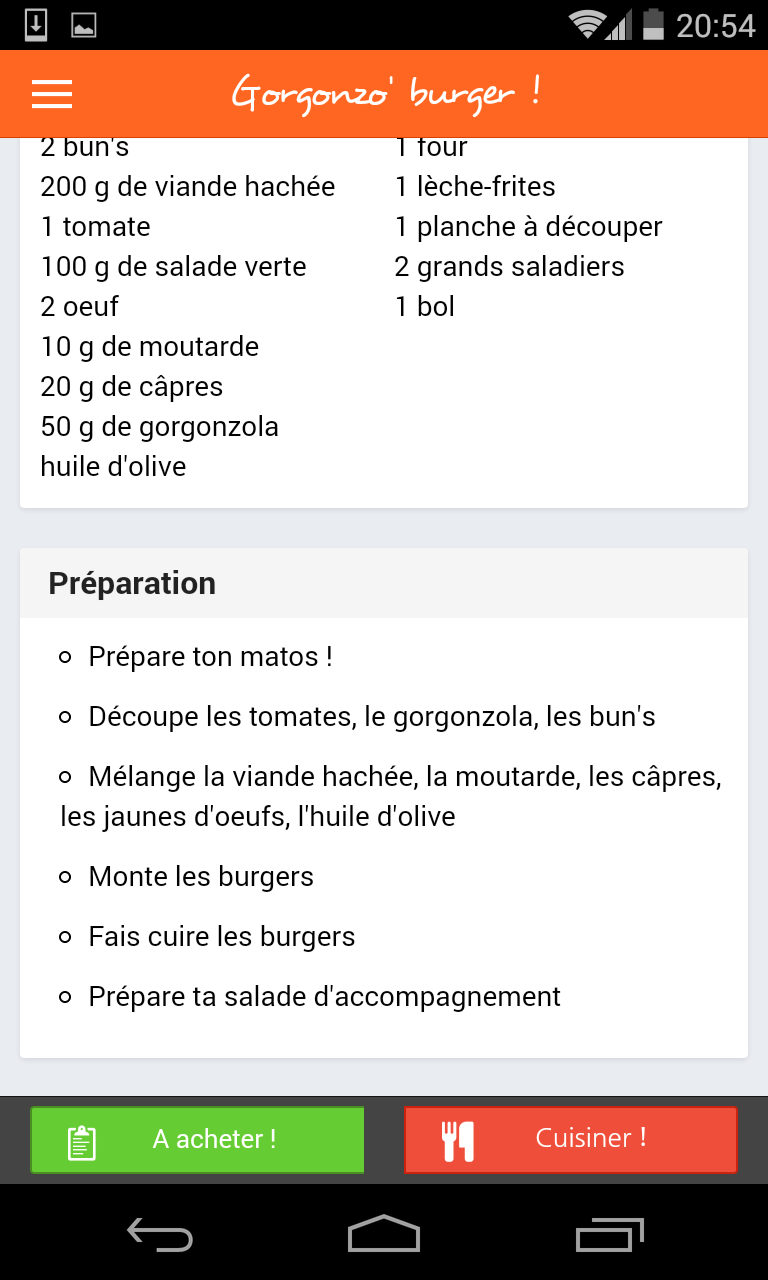 20:54
Gorgonzo' burger !
2 bun's
200 g de viande hachée
1 tomate
100 g de salade verte
2 oeuf
10 g de moutarde
20 g de câpres
50 g de gorgonzola
huile d'olive
1 four
1 lèche-frites
1 planche à découper
2 grands saladiers
1 bol
Préparation
Prépare ton matos !
Découpe les tomates, le gorgonzola, les bun's
Mélange la viande hachée, la moutarde, les câpres,
les jaunes d'oeufs, l'huile d'olive
Monte les burgers
Fais cuire les burgers
Prépare ta salade d'accompagnement
A acheter !
Cuisiner !